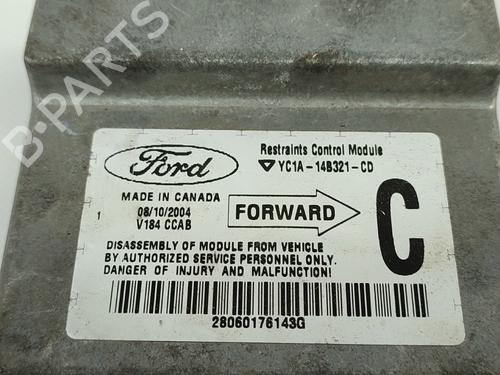 B-PARTS
Ford
Restraints Control Module
YC1A-14B321-CD
MADE IN CANADA
08/10/2004
V184 CCAB
1
FORWARD
C
DISASSEMBLY OF MODULE FROM VEHICLE
BY AUTHORIZED SERVICE PERSONNEL ONLY.
DANGER OF INJURY AND MALFUNCTION!
28060176143G